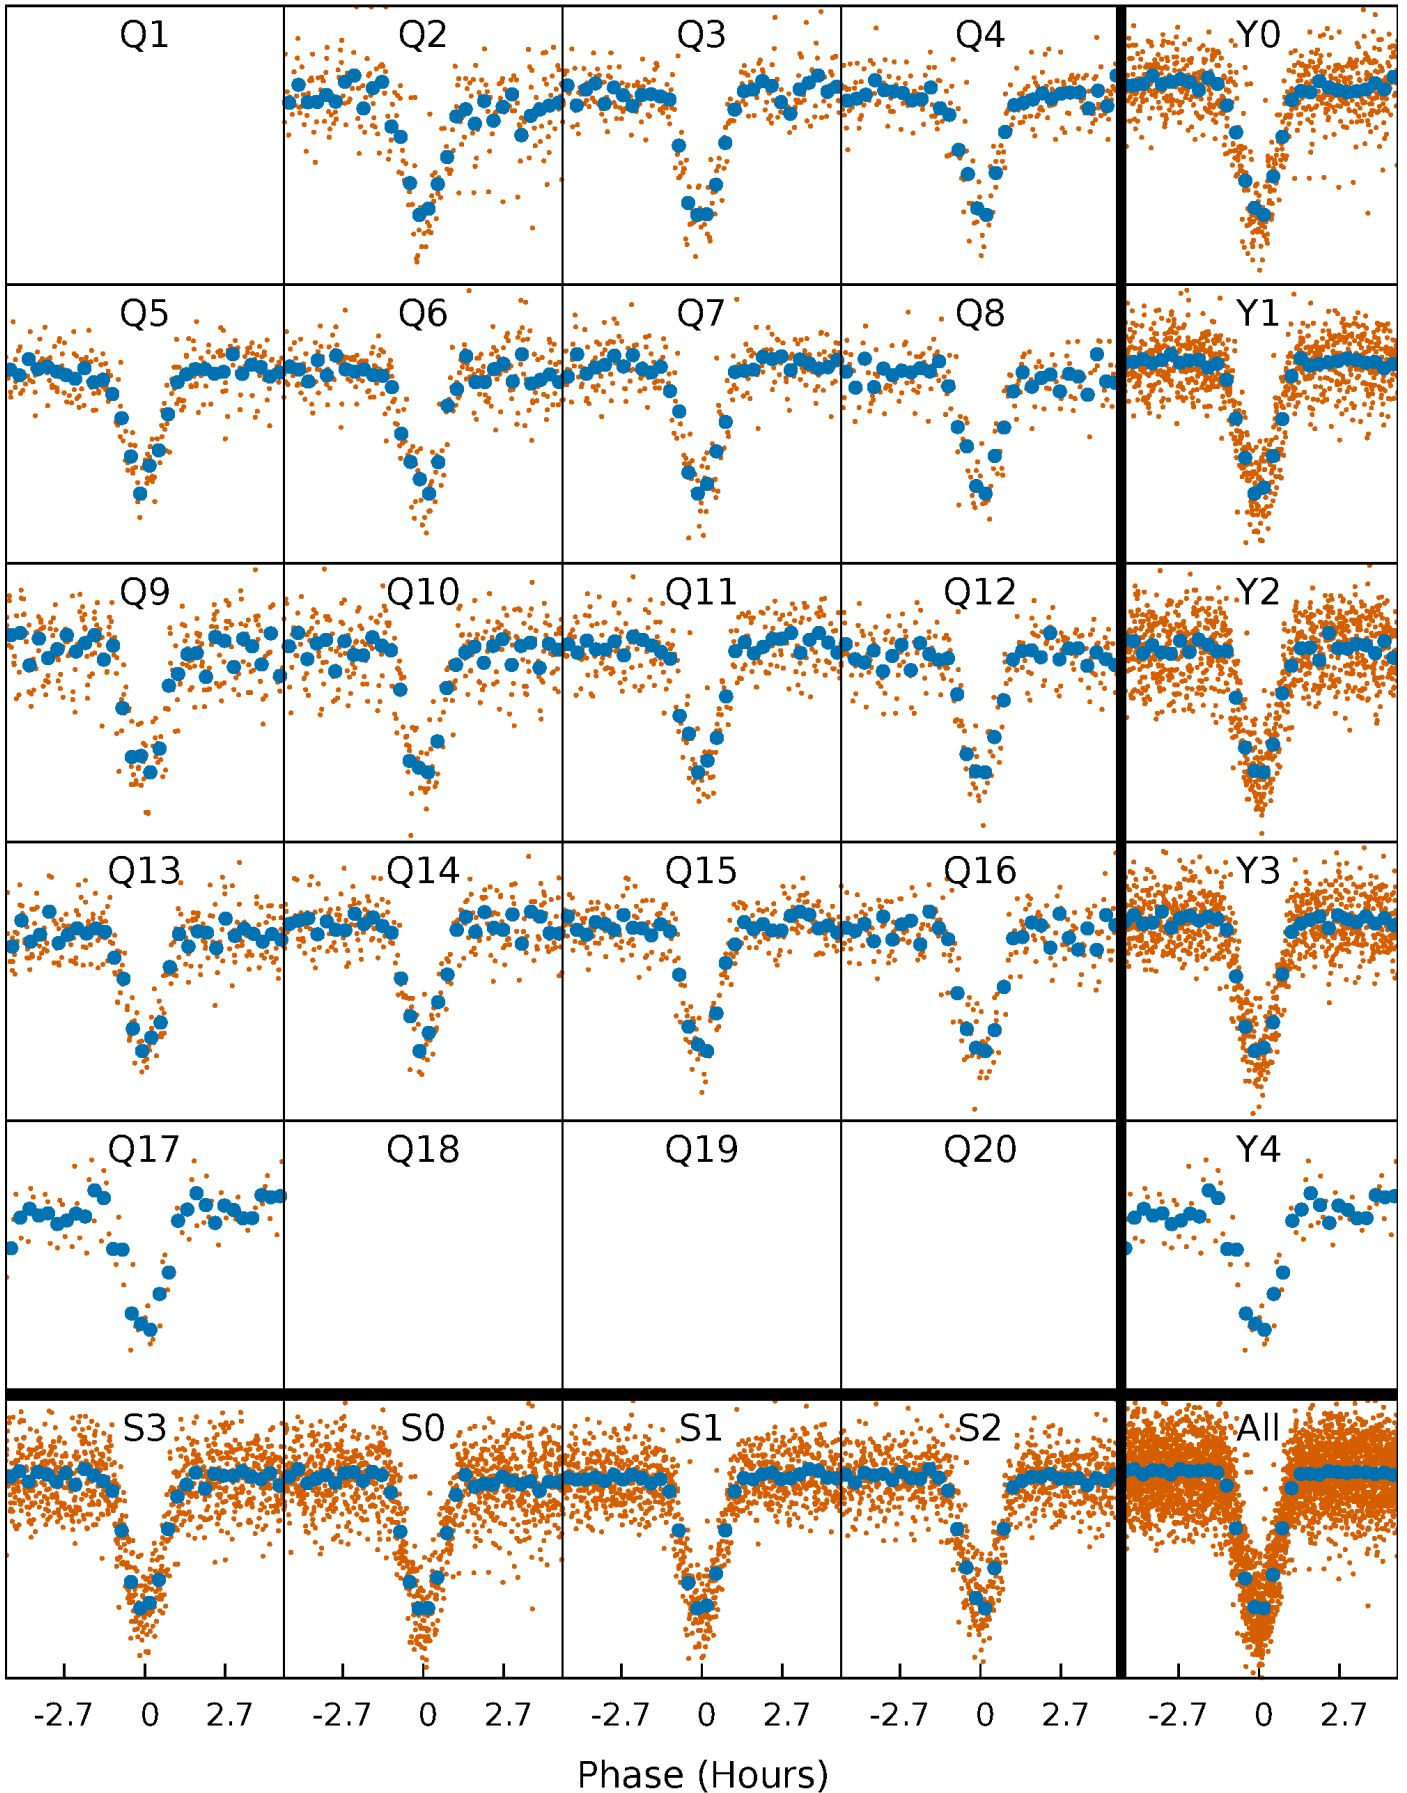 Q1 Q2 Q3 Q4 Y0
Q5 Q6 Q7 Q8 Y1
Q9 Q10 Q11 Q12 Y2
Q13 Q14 Q15 Q16 Y3
Q17 Q18 Q19 Q20 Y4
S3 S0 S1 S2 All
-2.7 0 2.7 -2.7 0 2.7 -2.7 0 2.7 -2.7 0 2.7 -2.7 0 2.7
Phase (Hours)